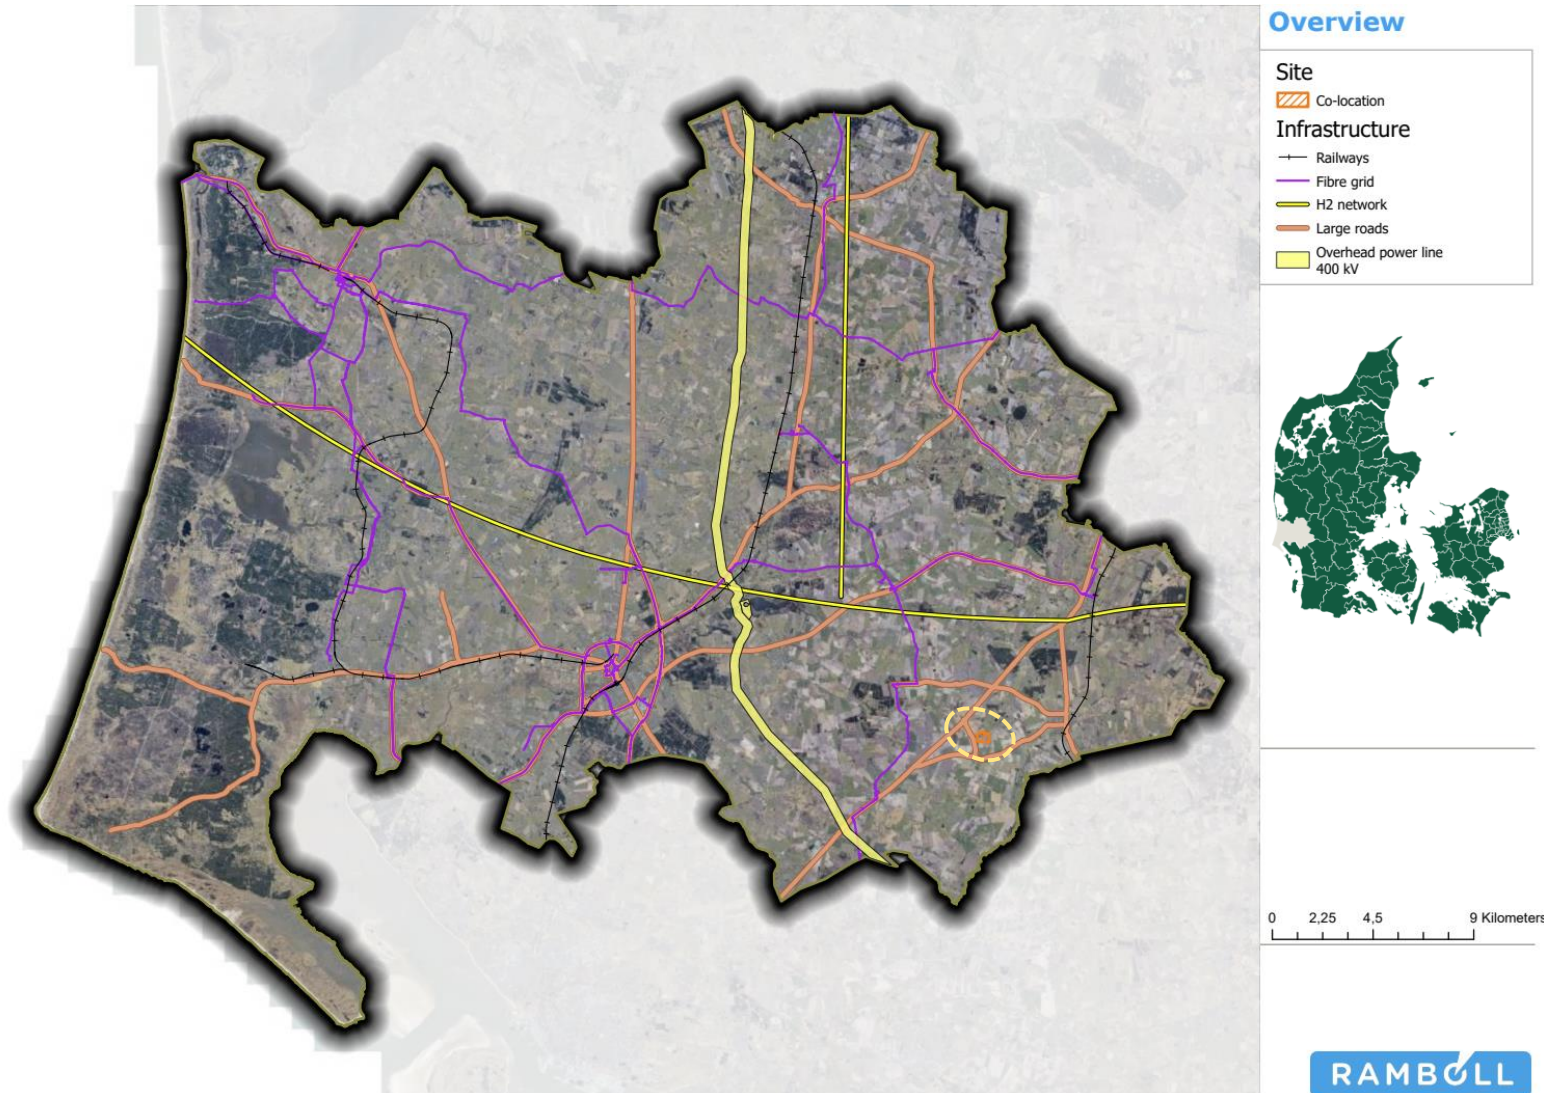 Overview
Site
Co-location
Infrastructure
Railways
Fibre grid
H2 network
Large roads
Overhead power line
400 kV
0 2,25 4,5 9 Kilometers
RAMBOLL